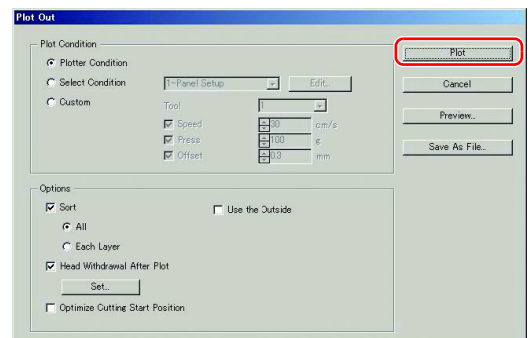 Plot Out
Plot Condition
Plotter Condition
Select Condition
1-Panel Setup
Edit..
Custom
Tool
1
Speed
30
cm/s
Press
100
g
Offset
0.3
mm
Plot
Cancel
Preview..
Save As File..
Options
Sort
Use the Outside
All
Each Layer
Head Withdrawal After Plot
Set..
Optimize Cutting Start Position